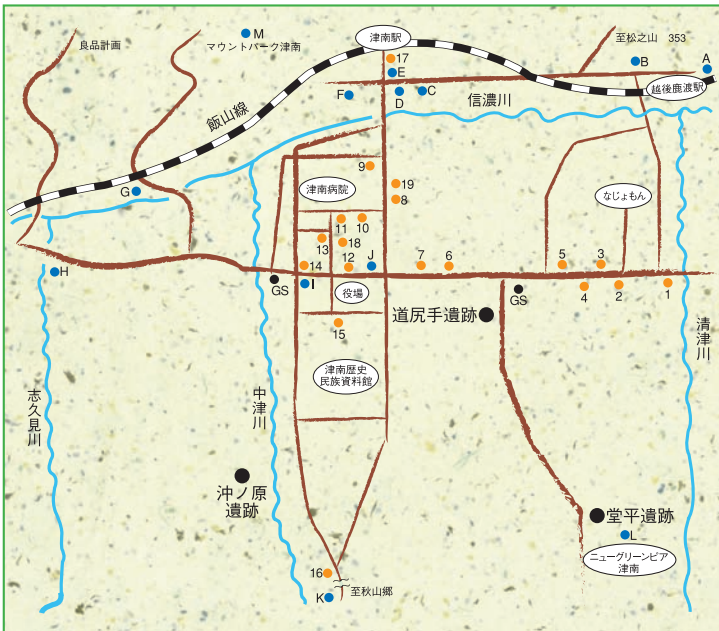 M
良品計画
マウントパーク津南
津南駅
17
E
至松之山 353
B
A
F
D
C
越後鹿渡駅
飯山線
信濃川
9
津南病院
19
8
G
なじょもん
11
10
18
13
14
12
J
7
6
5
3
H
GS
I
役場
GS
4
2
1
15
道尻手遺跡
津南歴史
民族資料館
清津川
志久見川
中津川
沖ノ原
遺跡
堂平遺跡
L
ニューグリーンピア
津南
16
至秋山郷
K